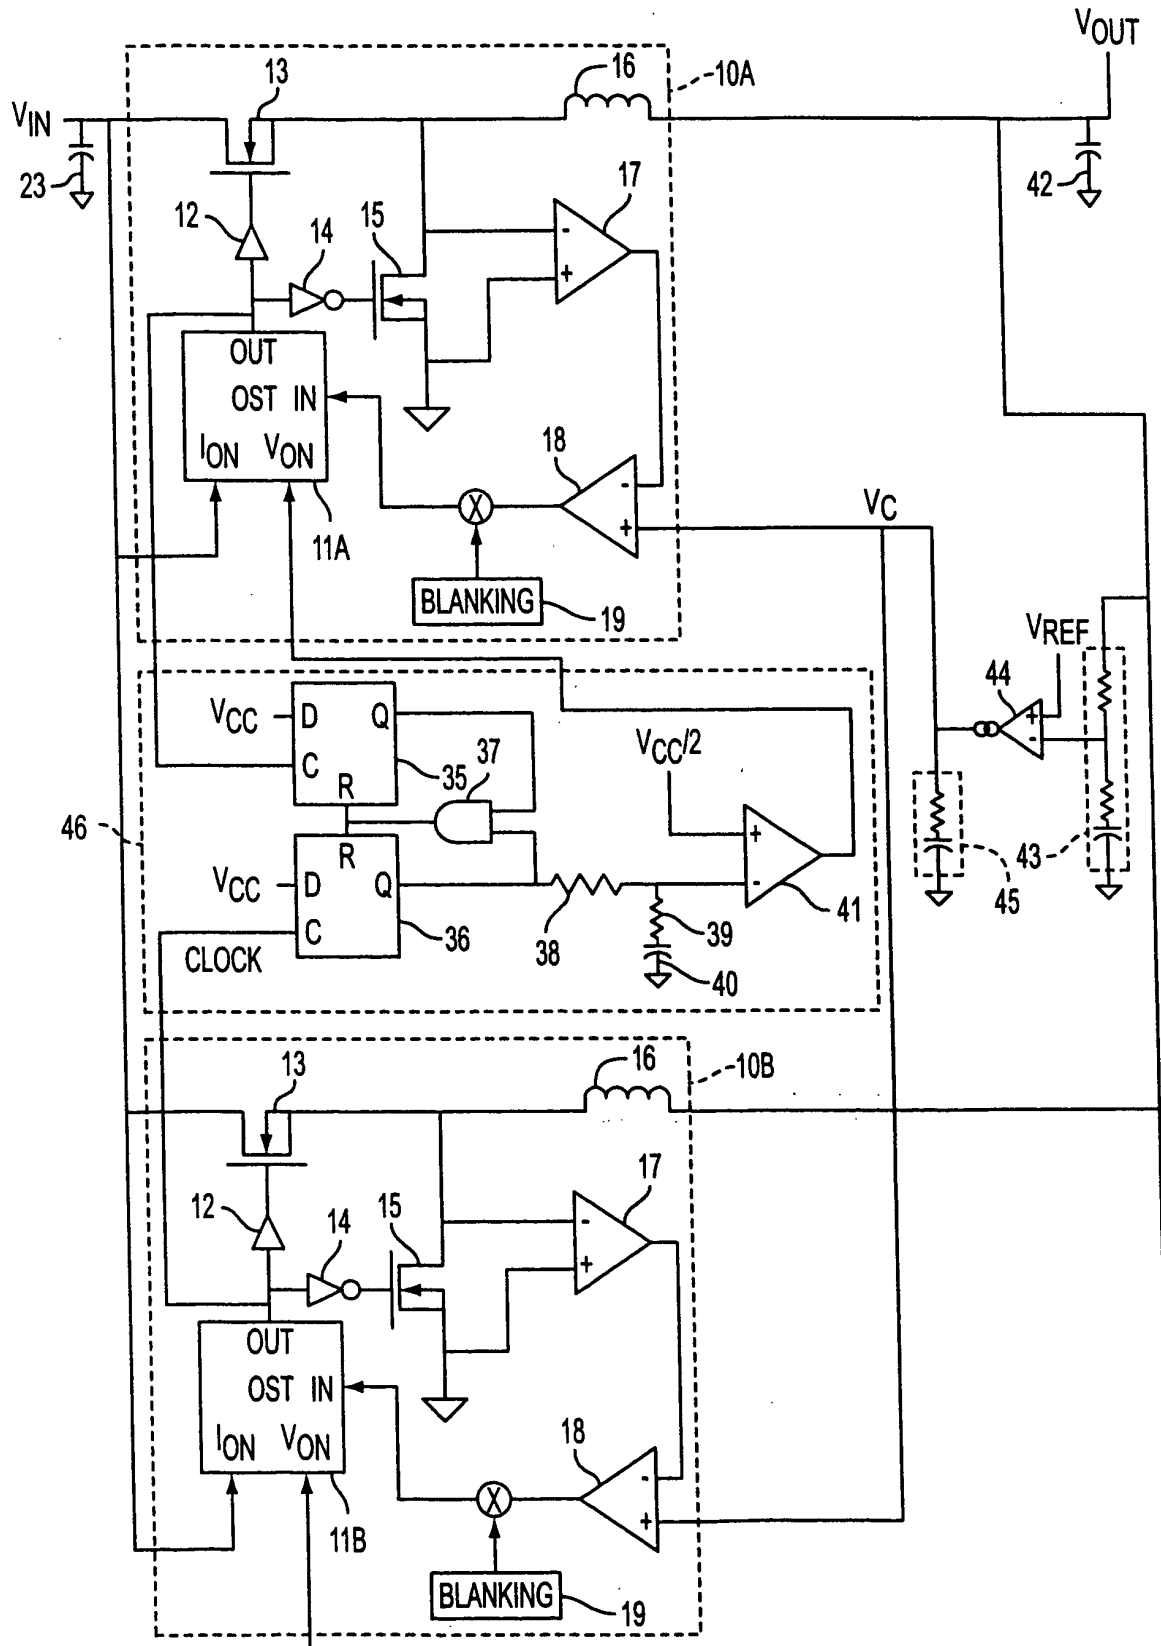 VOUT
16
10A
13
VIN
23
42
17
12
14
15
-
+
OUT
OST IN
ION VON
18
-
+
VC
11A
BLANKING
19
VREF
44
+
-
VCC
D
Q
C
35
37
R
VCC/2
46
R
VCC
D
Q
C
36
+
-
41
43
45
CLOCK
38
39
40
16
10B
13
17
12
14
15
-
+
OUT
OST IN
ION VON
18
-
+
11B
BLANKING
19